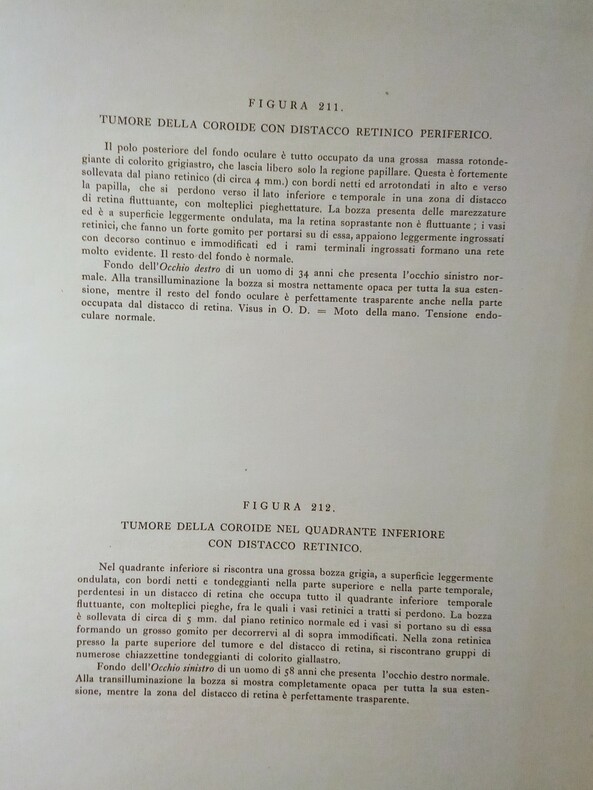 FIGURA 211.
TUMORE DELLA COROIDE CON DISTACCO RETINICO PERIFERICO.
Il polo posteriore del fondo oculare è tutto occupato da una grossa massa rotonde-
giante di colorito grigiastro, che lascia libero solo la regione papillare. Questa è fortemente
sollevata dal piano retinico (di circa 4 mm.) con bordi netti ed arrotondati in alto e verso
la papilla, che si perdono verso il lato inferiore e temporale in una zona di distacco
di retina fluttuante, con molteplici pieghettature. La bozza presenta delle marezzature
ed è a superficie leggermente ondulata, ma la retina soprastante non è fluttuante ; i vasi
retinici, che fanno un forte gomito per portarsi su di essa, appaiono leggermente ingrossati
con decorso continuo e immodificati ed i rami terminali ingrossati formano una rete
molto evidente. Il resto del fondo è normale.
Fondo dell'Occhio destro di un uomo di 34 anni che presenta l'occhio sinistro nor-
male. Alla transilluminazione la bozza si mostra nettamente opaca per tutta la sua esten-
sione, mentre il resto del fondo oculare è perfettamente trasparente anche nella parte
occupata dal distacco di retina. Visus in O. D. = Moto della mano. Tensione endo-
culare normale.
FIGURA 212.
TUMORE DELLA COROIDE NEL QUADRANTE INFERIORE
CON DISTACCO RETINICO.
Nel quadrante inferiore si riscontra una grossa bozza grigia, a superficie leggermente
ondulata, con bordi netti e tondeggianti nella parte superiore e nella parte temporale,
perdentesi in un distacco di retina che occupa tutto il quadrante inferiore temporale
fluttuante, con molteplici pieghe, fra le quali i vasi retinici a tratti si perdono. La bozza
è sollevata di circa di 5 mm. dal piano retinico normale ed i vasi si portano su di essa
formando un grosso gomito per decorrervi al di sopra immodificati. Nella zona retinica
presso la parte superiore del tumore e del distacco di retina, si riscontrano gruppi di
numerose chiazzettine tondeggianti di colorito giallastro.
Fondo dell'Occhio sinistro di un uomo di 58 anni che presenta l'occhio destro normale.
Alla transilluminazione la bozza si mostra completamente opaca per tutta la sua esten-
sione, mentre la zona del distacco di retina è perfettamente trasparente.